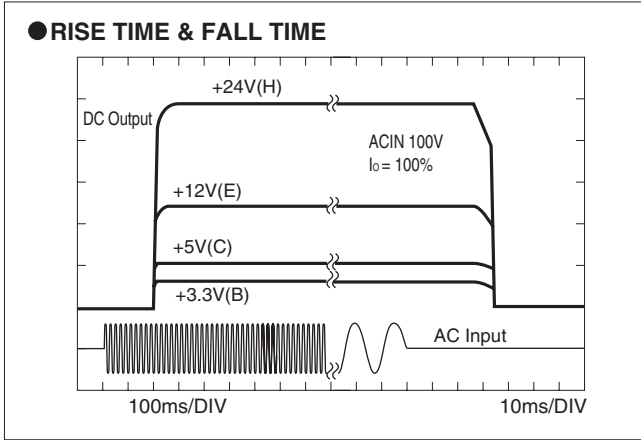 ●RISE TIME & FALL TIME
+24V(H)
DC Output
ACIN 100V
Io = 100%
+12V(E)
+5V(C)
+3.3V(B)
AC Input
100ms/DIV
10ms/DIV